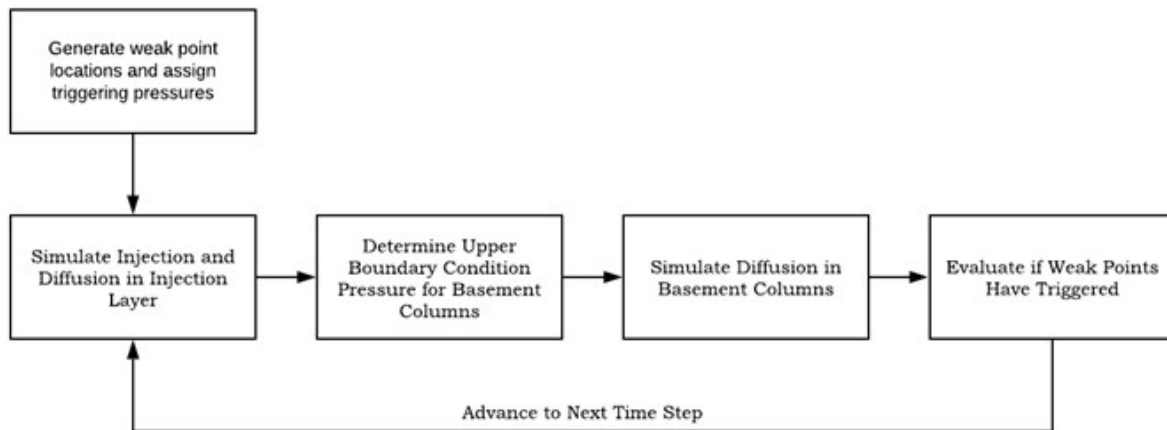 Generate weak point
locations and assign
triggering pressures
Simulate Injection and
Diffusion in Injection
Layer
Determine Upper
Boundary Condition
Pressure for Basement
Columns
Simulate Diffusion in
Basement Columns
Evaluate if Weak Points
Have Triggered
Advance to Next Time Step